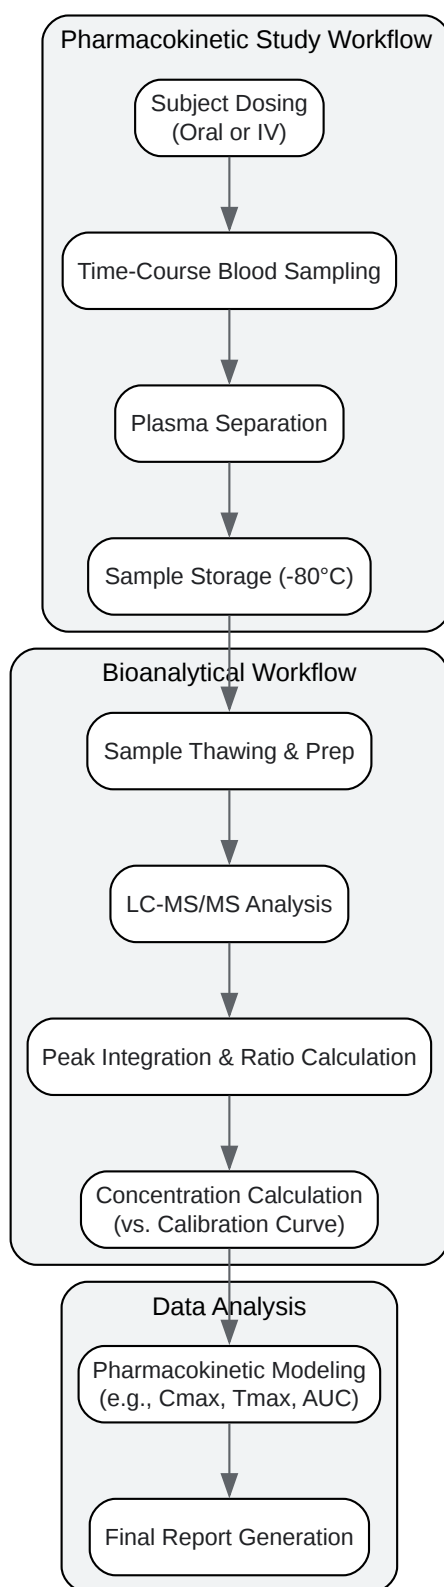 Pharmacokinetic Study Workflow
Subject Dosing
(Oral or IV)
Time-Course Blood Sampling
Plasma Separation
Sample Storage (-80°C)
Bioanalytical Workflow
Sample Thawing & Prep
LC-MS/MS Analysis
Peak Integration & Ratio Calculation
Concentration Calculation
(vs. Calibration Curve)
Data Analysis
Pharmacokinetic Modeling
(e.g., Cmax, Tmax, AUC)
Final Report Generation